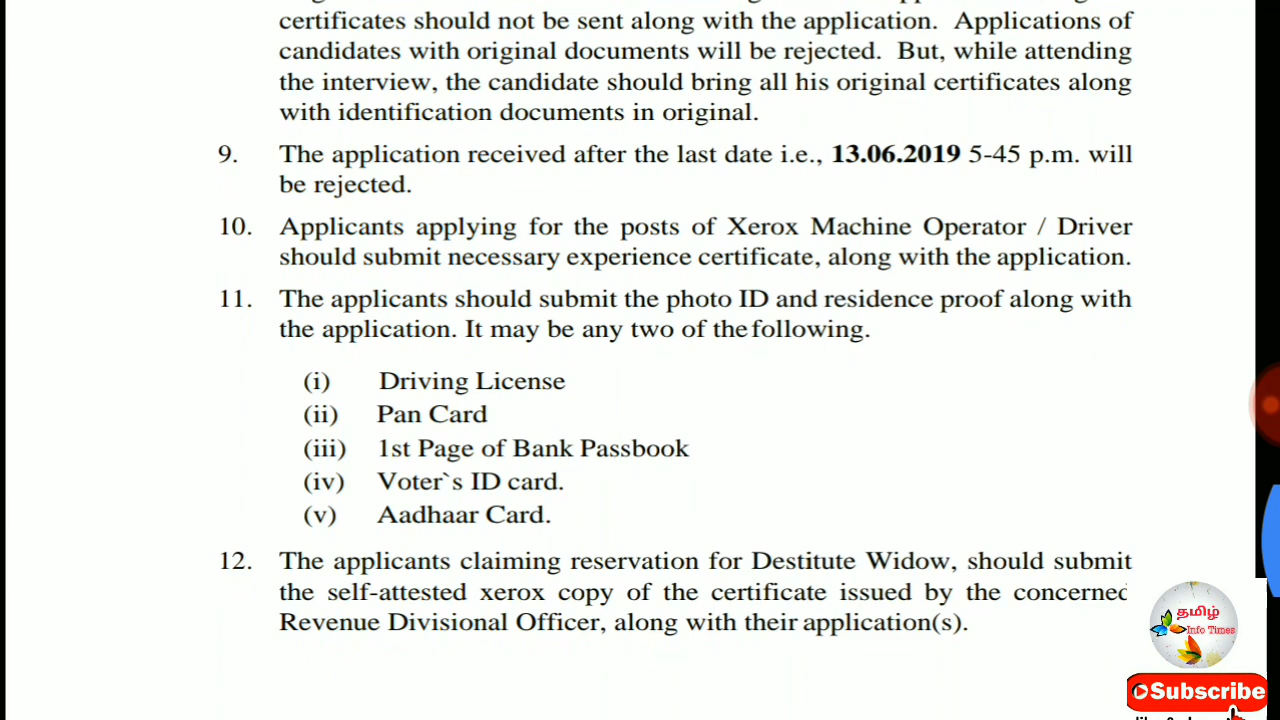 certificates should not be sent along with the application. Applications of
candidates with original documents will be rejected. But, while attending
the interview, the candidate should bring all his original certificates along
with identification documents in original.
9. The application received after the last date i.e., 13.06.2019 5-45 p.m. will
be rejected.
10. Applicants applying for the posts of Xerox Machine Operator / Driver
should submit necessary experience certificate, along with the application.
11. The applicants should submit the photo ID and residence proof along with
the application. It may be any two of the following.
(i) Driving License
(ii) Pan Card
(iii) 1st Page of Bank Passbook
(iv) Voter`s ID card.
(v) Aadhaar Card.
12. The applicants claiming reservation for Destitute Widow, should submit
the self-attested xerox copy of the certificate issued by the concerned
Revenue Divisional Officer, along with their application(s).
தமிழ்
Info Times
Subscribe